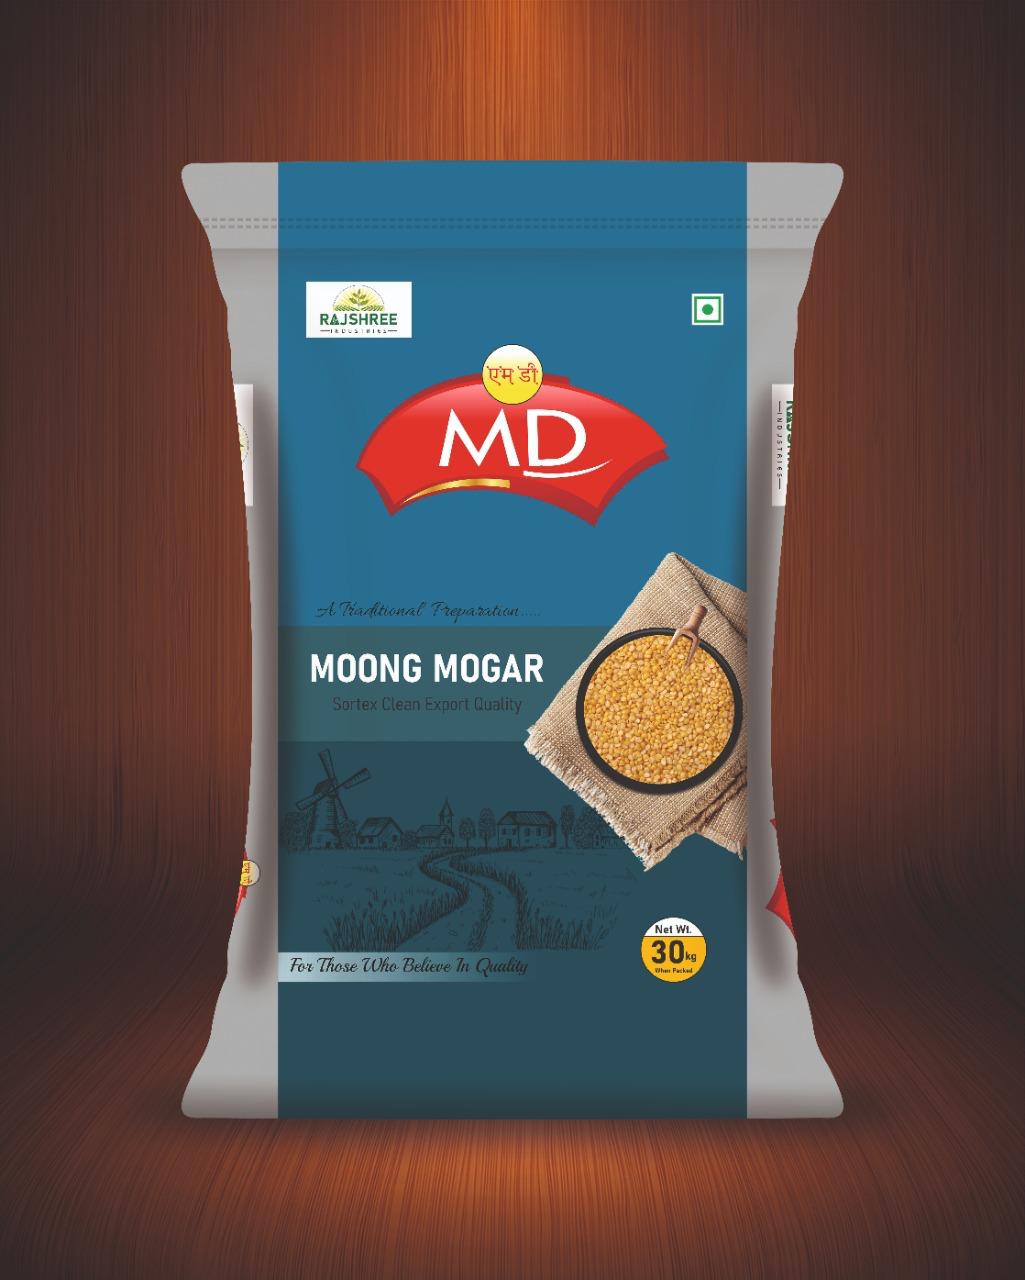 RAJSHREE
INDUSTRIES
एम डी
MD
A Traditional Preparation.....
MOONG MOGAR
Sortex Clean Export Quality
For Those Who Believe In Quality
Net Wt.
30kg
When Packed
INDUSTRIES